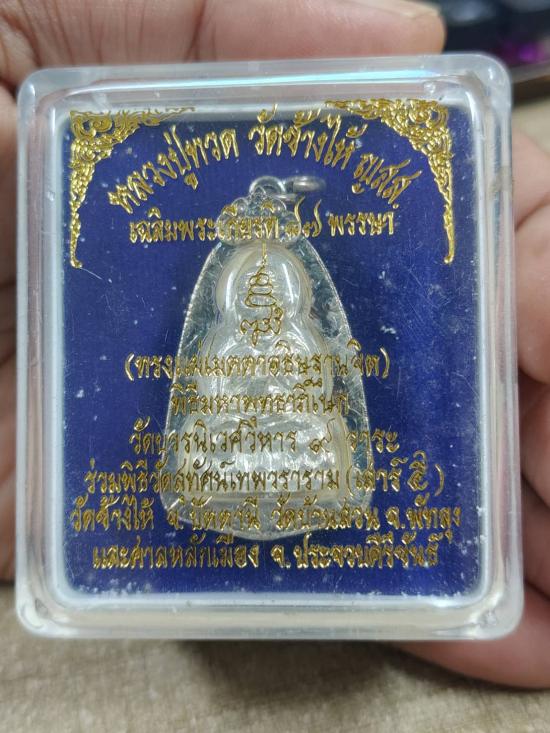 หลวงปู่ทวด วัดช้างให้ ญสส.
เฉลิมพระเกียรติ ๘๗ พรรษา
(ทรงแผ่เมตตาอธิษฐานจิต)
พิธีมหาพุทธาภิเษก
วัดบวรนิเวศวิหาร ๙ วาระ
ร่วมพิธีวัดสุทัศน์เทพวราราม (เสาร์ ๕)
วัดช้างให้ จ.ปัตตานี วัดบ้านสวน จ.พัทลุง
และศาลหลักเมือง จ.ประจวบคีรีขันธ์